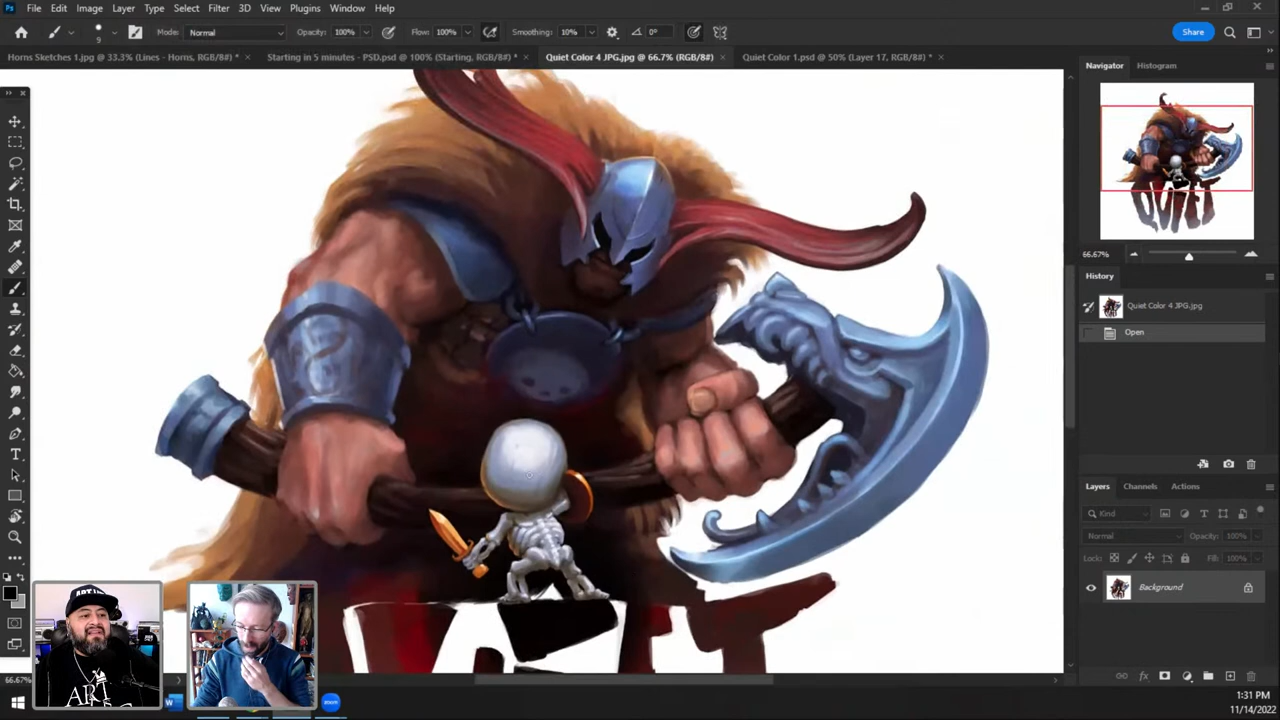 Ps File Edit Image Layer Type Select Filter 3D View Plugins Window Help
9 Mode: Normal Opacity: 100% Flow: 100% Smoothing: 10% 0° Share
Horns Sketches 1.jpg @ 33.3% (Lines - Horns, RGB/8#) * × Starting in 5 minutes - PSD.psd @ 100% (Starting, RGB/8#) * × Quiet Color 4 JPG.jpg @ 66.7% (RGB/8#) × Quiet Color 1.psd @ 50% (Layer 17, RGB/8#) * ×
Navigator Histogram
66.67%
History
Quiet Color 4 JPG.jpg
Open
Layers Channels Actions
Kind
Normal Opacity: 100%
Lock: Fill: 100%
Background
ART
66.67%
W zoom
1:31 PM
11/14/2022